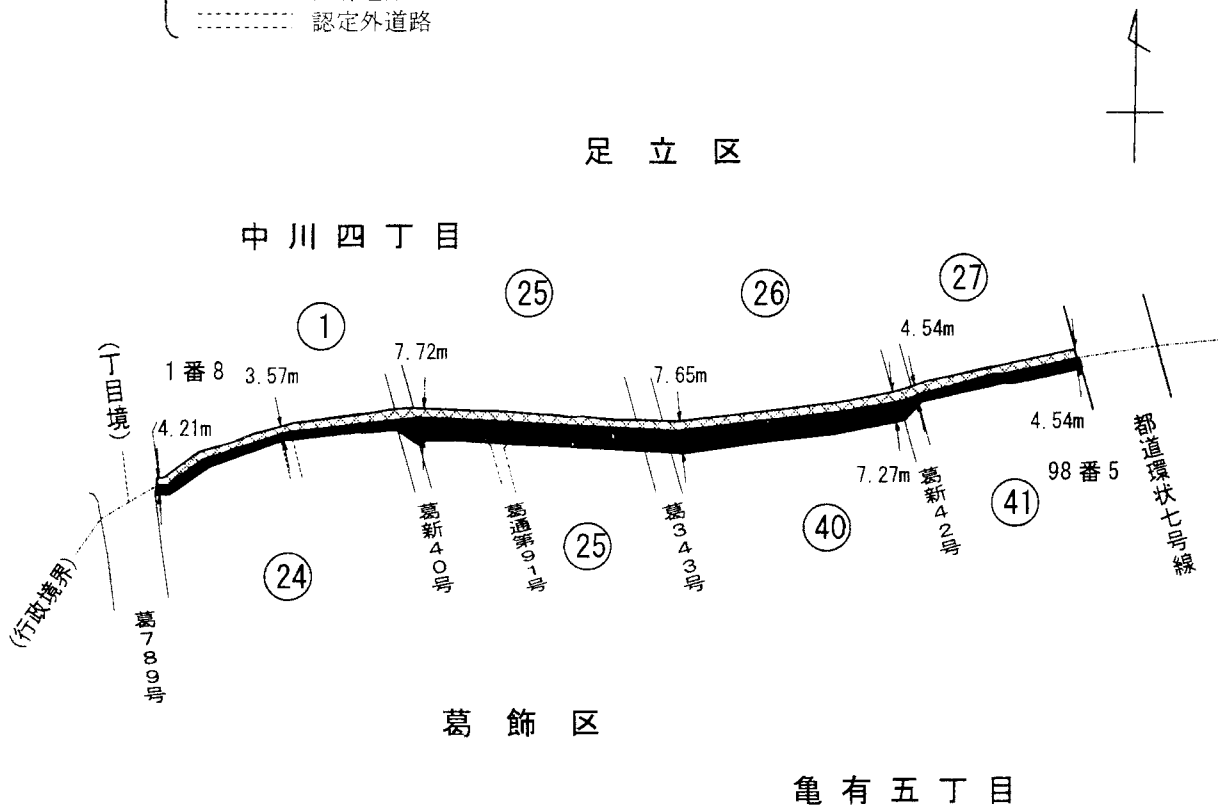 認定外道路
足立区
中川四丁目
25
26
27
1
4.54m
7.72m
1番8
3.57m
7.65m
(丁目境)
4.21m
4.54m
都道環状七号線
98番5
7.27m
葛新42号
41
葛新40号
葛通第91号
葛343号
40
25
24
(行政境界)
葛789号
葛飾区
亀有五丁目